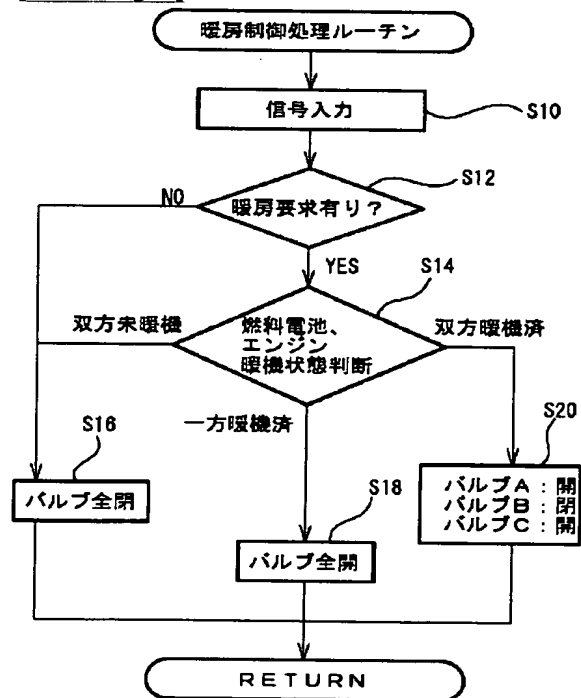 暖房制御処理ルーチン
信号入力
S10
S12
NO
暖房要求有り？
YES
S14
双方未暖機
燃料電池、
エンジン
暖機状態判断
双方暖機済
S16
一方暖機済
S20
バルブ全閉
S18
バルブA：開
バルブB：閉
バルブC：開
バルブ全開
RETURN